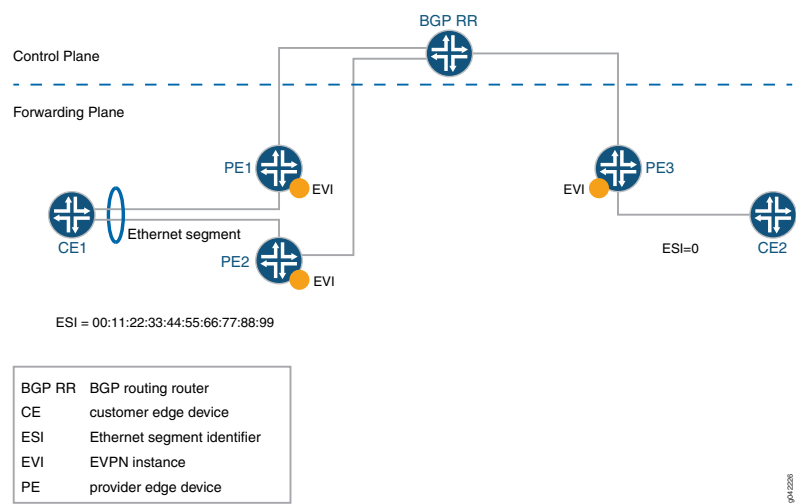 BGP RR
Control Plane
Forwarding Plane
PE1
EVI
PE3
EVI
CE1
Ethernet segment
PE2
EVI
ESI=0
CE2
ESI = 00:11:22:33:44:55:66:77:88:99
BGP RR BGP routing router
CE customer edge device
ESI Ethernet segment identifier
EVI EVPN instance
PE provider edge device
g042226